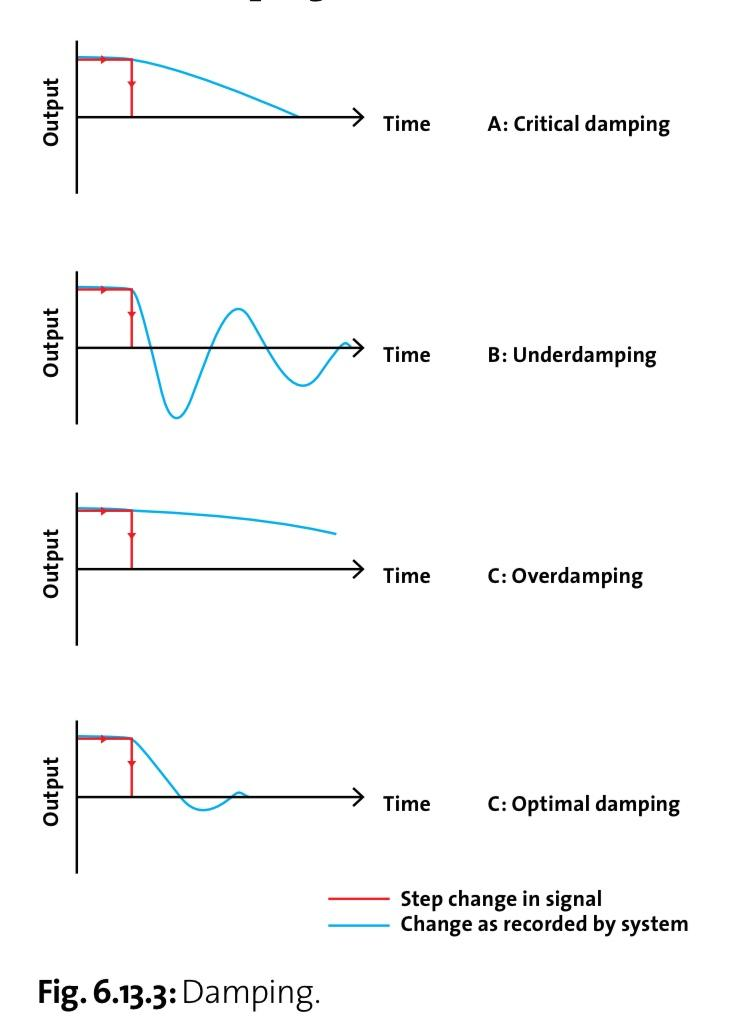 Output
Time
A: Critical damping
Output
Time
B: Underdamping
Output
Time
C: Overdamping
Output
Time
C: Optimal damping
Step change in signal
Change as recorded by system
Fig. 6.13.3: Damping.